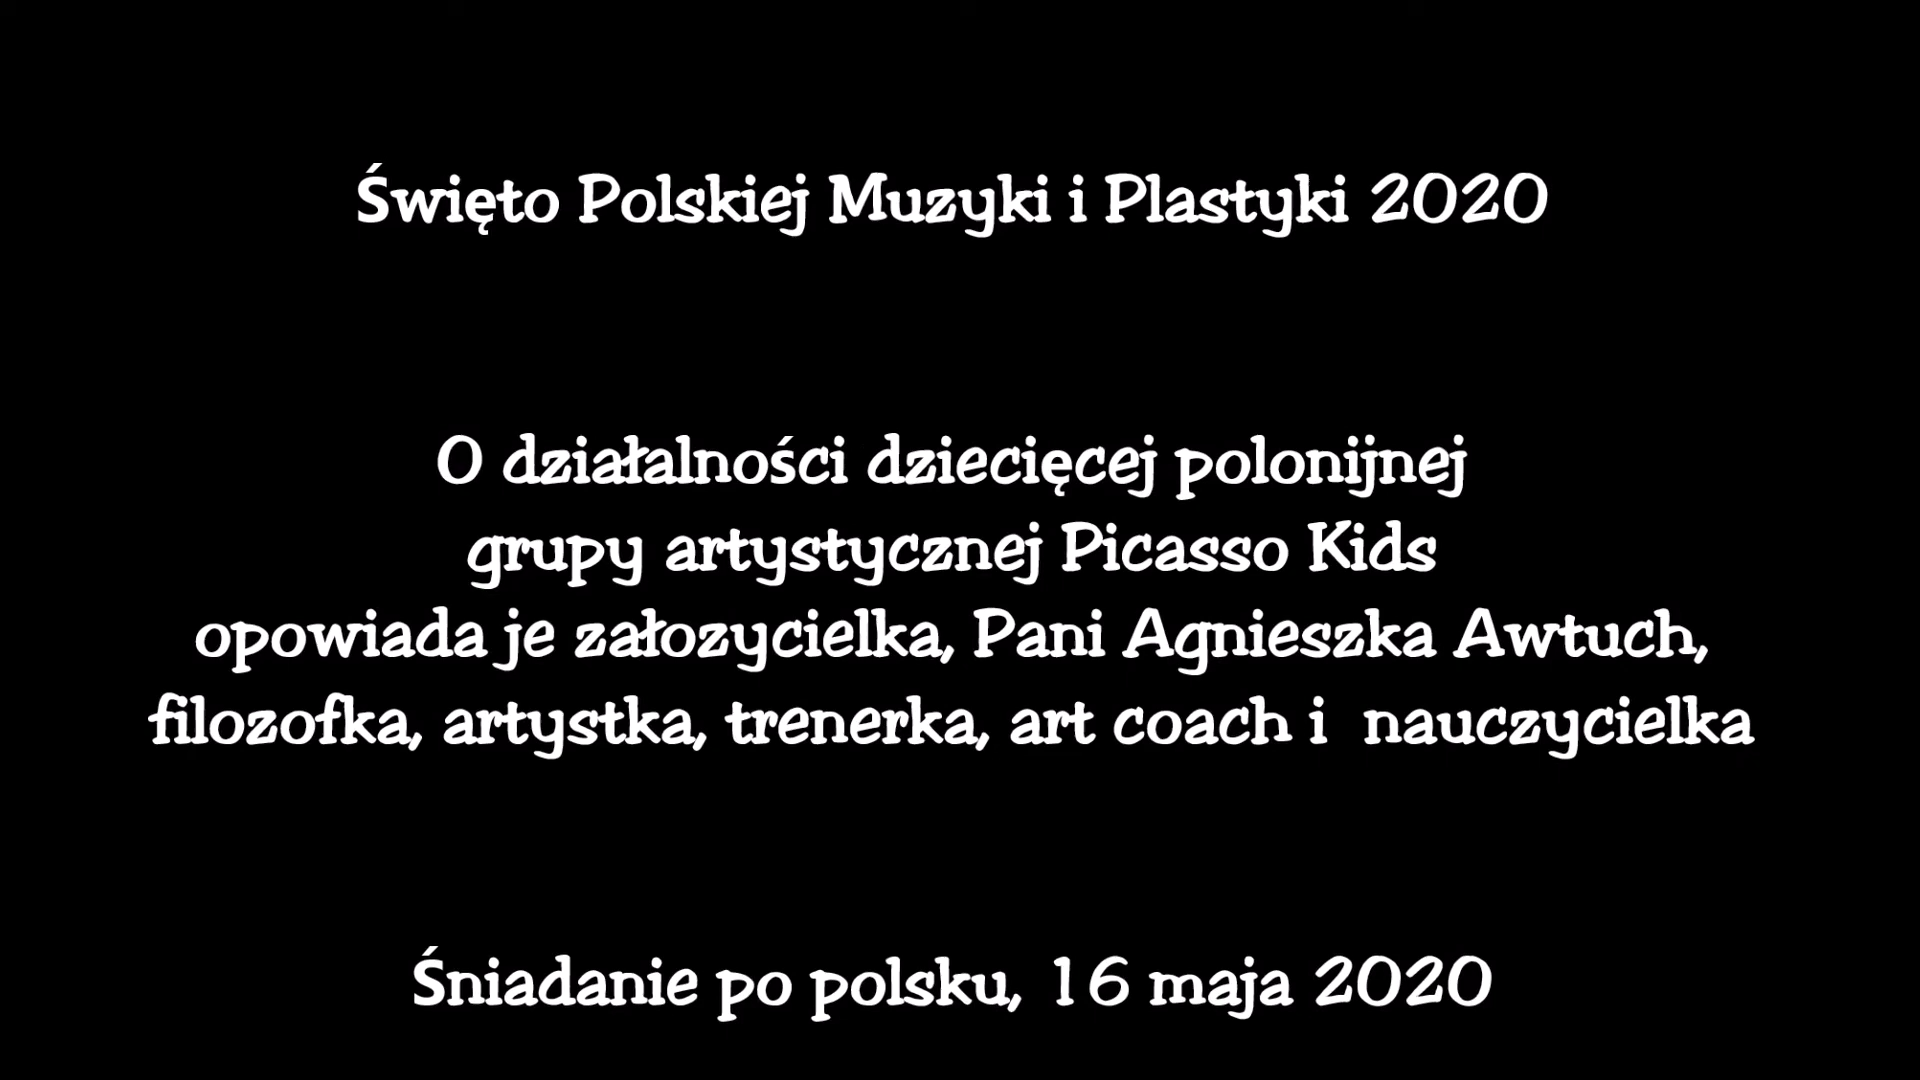 Święto Polskiej Muzyki i Plastyki 2020
O działalności dziecięcej polonijnej
grupy artystycznej Picasso Kids
opowiada je załozycielka, Pani Agnieszka Awtuch,
filozofka, artystka, trenerka, art coach i nauczycielka
Śniadanie po polsku, 16 maja 2020